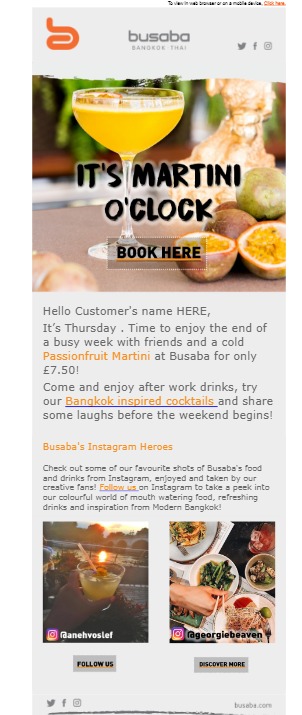 To view in web browser or on a mobile device, Click here.
busaba
BANGKOK · THAI
IT'S MARTINI
O'CLOCK
BOOK HERE
Hello Customer's name HERE,
It's Thursday . Time to enjoy the end of
a busy week with friends and a cold
Passionfruit Martini at Busaba for only
£7.50!
Come and enjoy after work drinks, try
our Bangkok inspired cocktails and share
some laughs before the weekend begins!
Busaba's Instagram Heroes
Check out some of our favourite shots of Busaba's food
and drinks from Instagram, enjoyed and taken by our
creative fans! Follow us on Instagram to take a peek into
our colourful world of mouth watering food, refreshing
drinks and inspiration from Modern Bangkok!
@anehvoslef
@georgiebeaven
FOLLOW US
DISCOVER MORE
busaba.com